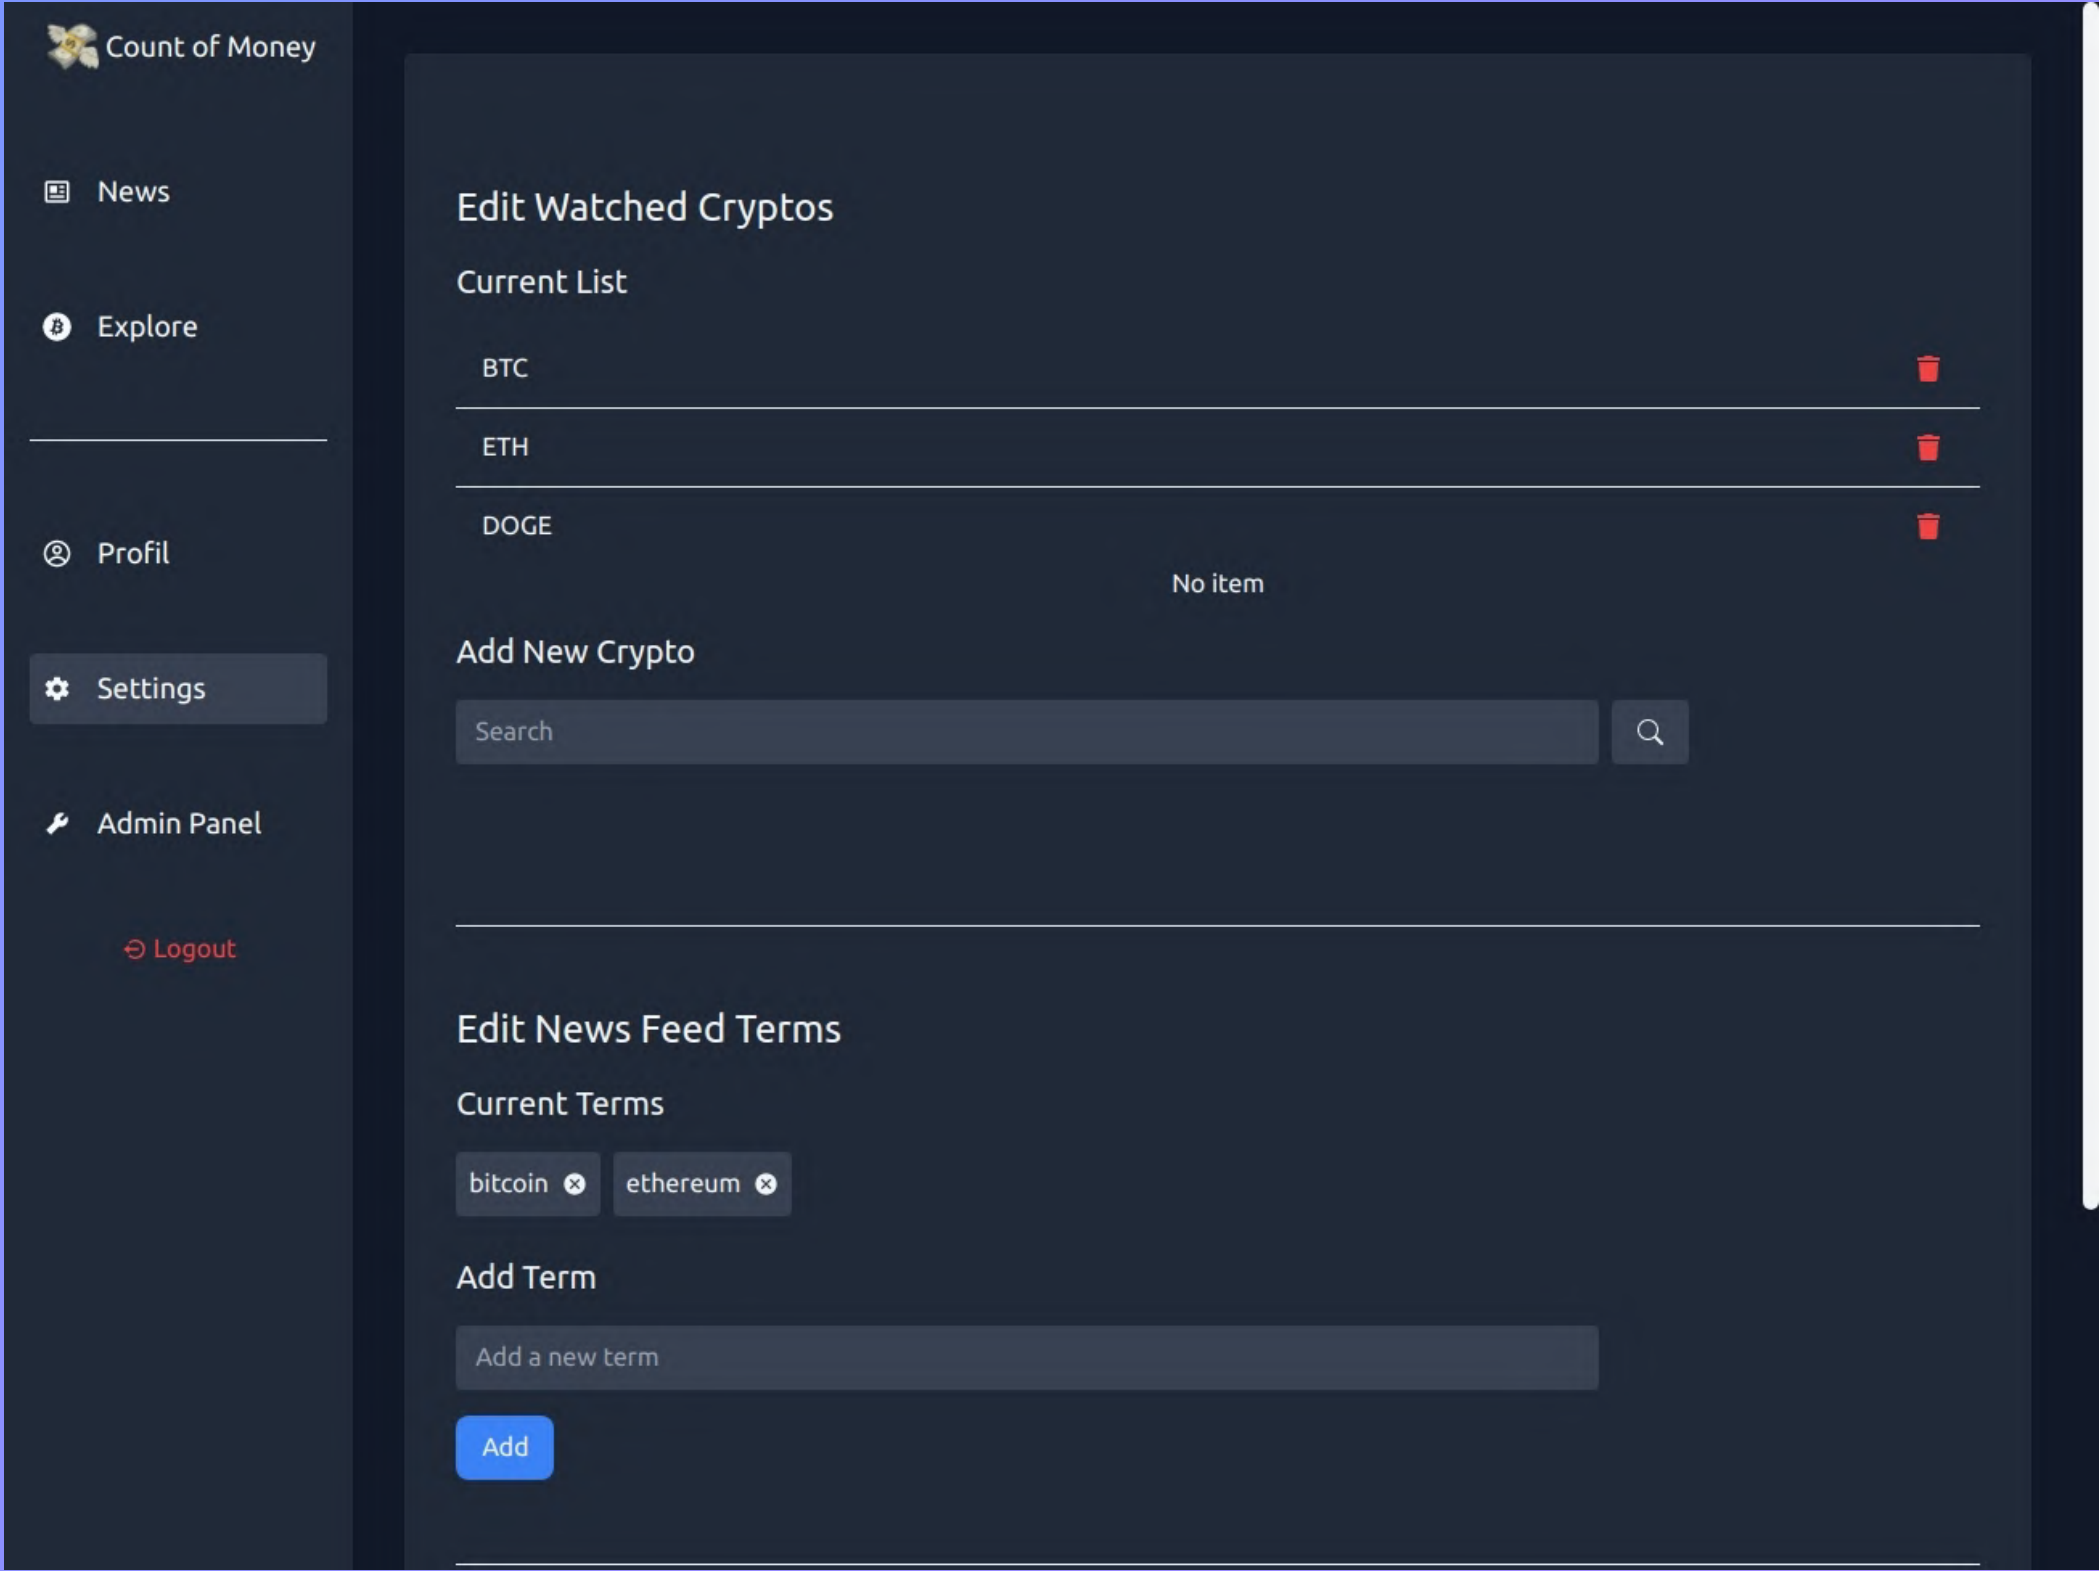 Count of Money
News
Explore
Profil
Settings
Admin Panel
Logout
Edit Watched Cryptos
Current List
BTC
ETH
DOGE
No item
Add New Crypto
Search
Edit News Feed Terms
Current Terms
bitcoin ethereum
Add Term
Add a new term
Add